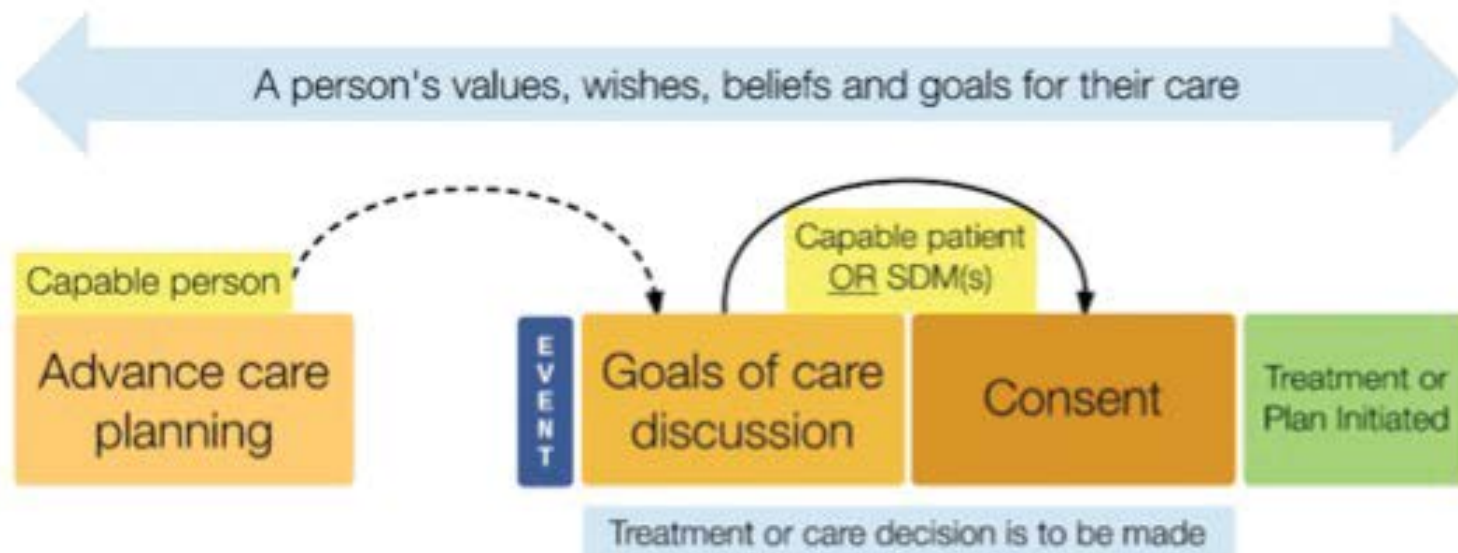 A person's values, wishes, beliefs and goals for their care
Capable person
Advance care
planning
EVENT
Capable patient
OR SDM(s)
Goals of care
discussion
Consent
Treatment or
Plan Initiated
Treatment or care decision is to be made